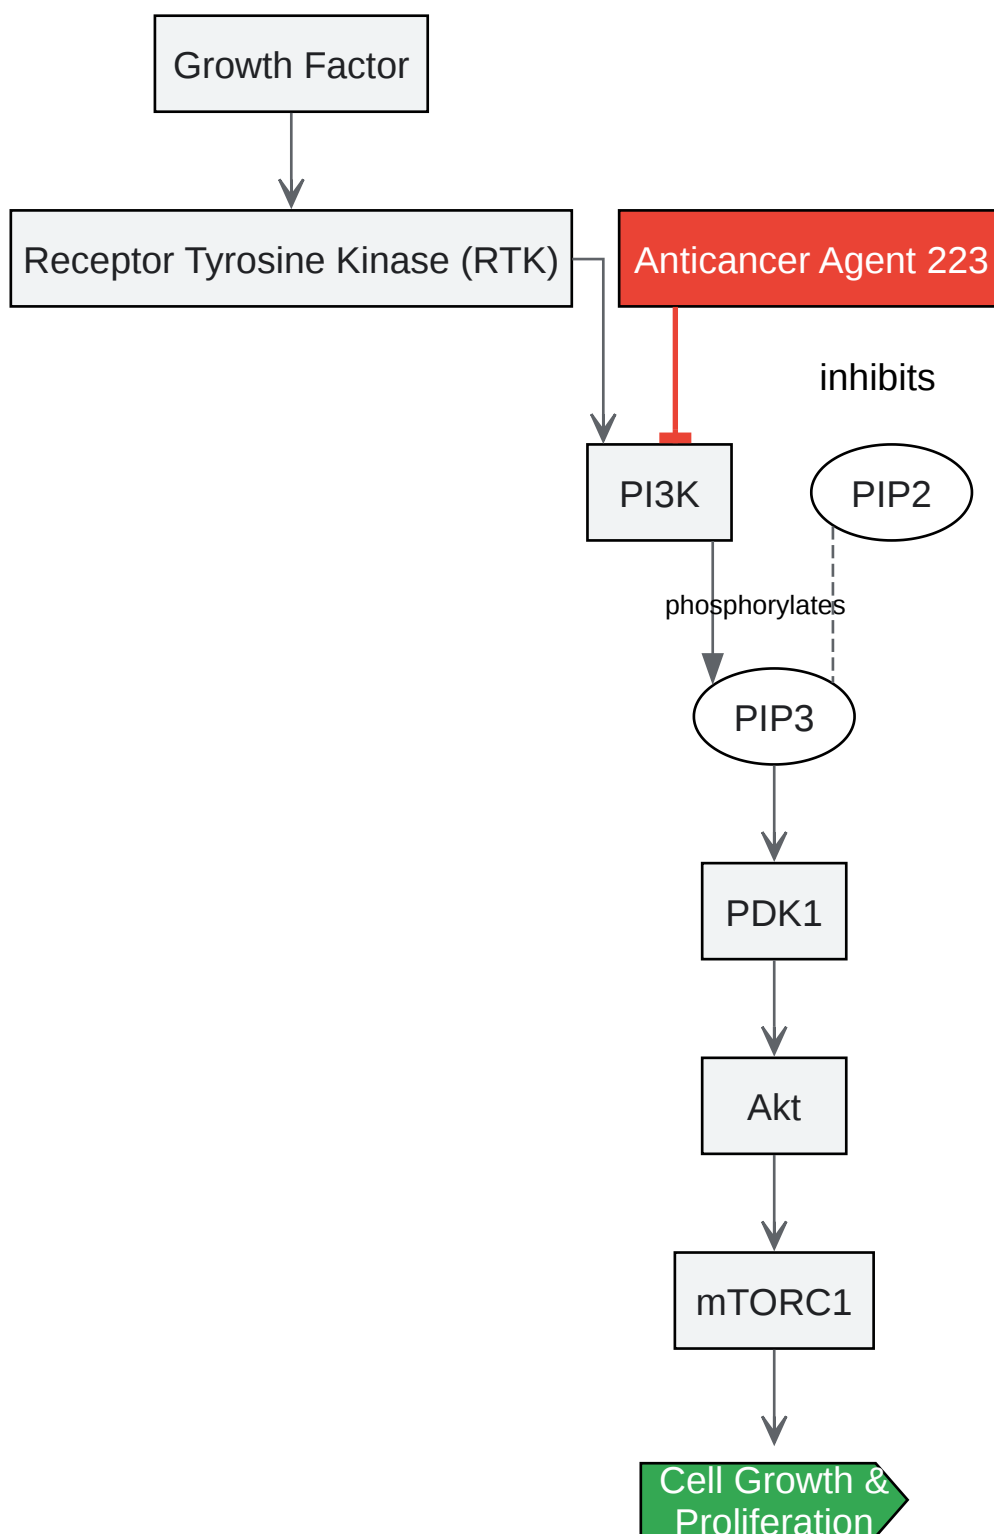 Growth Factor
Receptor Tyrosine Kinase (RTK)
Anticancer Agent 223
inhibits
PI3K
PIP2
phosphorylates
PIP3
PDK1
Akt
mTORC1
Cell Growth &
Proliferation